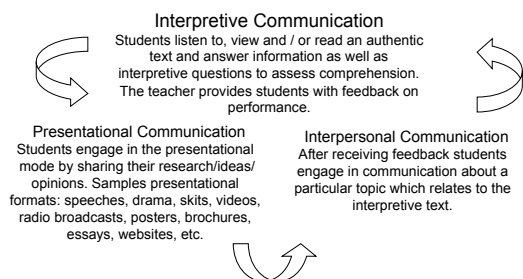 Interpretive Communication
Students listen to, view and / or read an authentic
text and answer information as well as
interpretive questions to assess comprehension.
The teacher provides students with feedback on
performance.
Presentational Communication
Students engage in the presentational
mode by sharing their research/ideas/
opinions. Samples presentational
formats: speeches, drama, skits, videos,
radio broadcasts, posters, brochures,
essays, websites, etc.
Interpersonal Communication
After receiving feedback students
engage in communication about a
particular topic which relates to the
interpretive text.